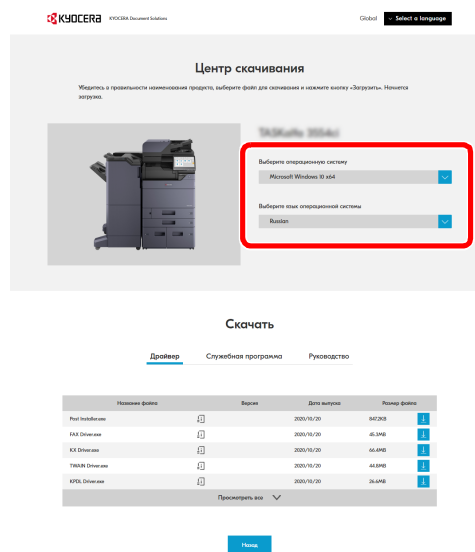 KYOCERA KYOCERA Document Solutions Global Select a language
Центр скачивания
Убедитесь в правильности наименования продукта, выберите файл для скачивания и нажмите кнопку «Загрузить». Начнется
загрузка.
Выберите операционную систему
Microsoft Windows 10 x64
Выберите язык операционной системы
Russian
Скачать
Драйвер Служебная программа Руководство
Название файла Версия Дата выпуска Размер файла
Post Installer.exe 2020/10/20 847,2KB
FAX Driver.exe 2020/10/20 45.3MB
KX Driver.exe 2020/10/20 66.4MB
TWAIN Driver.exe 2020/10/20 44.8MB
KPDL Driver.exe 2020/10/20 26.6MB
Просмотреть все
Назад